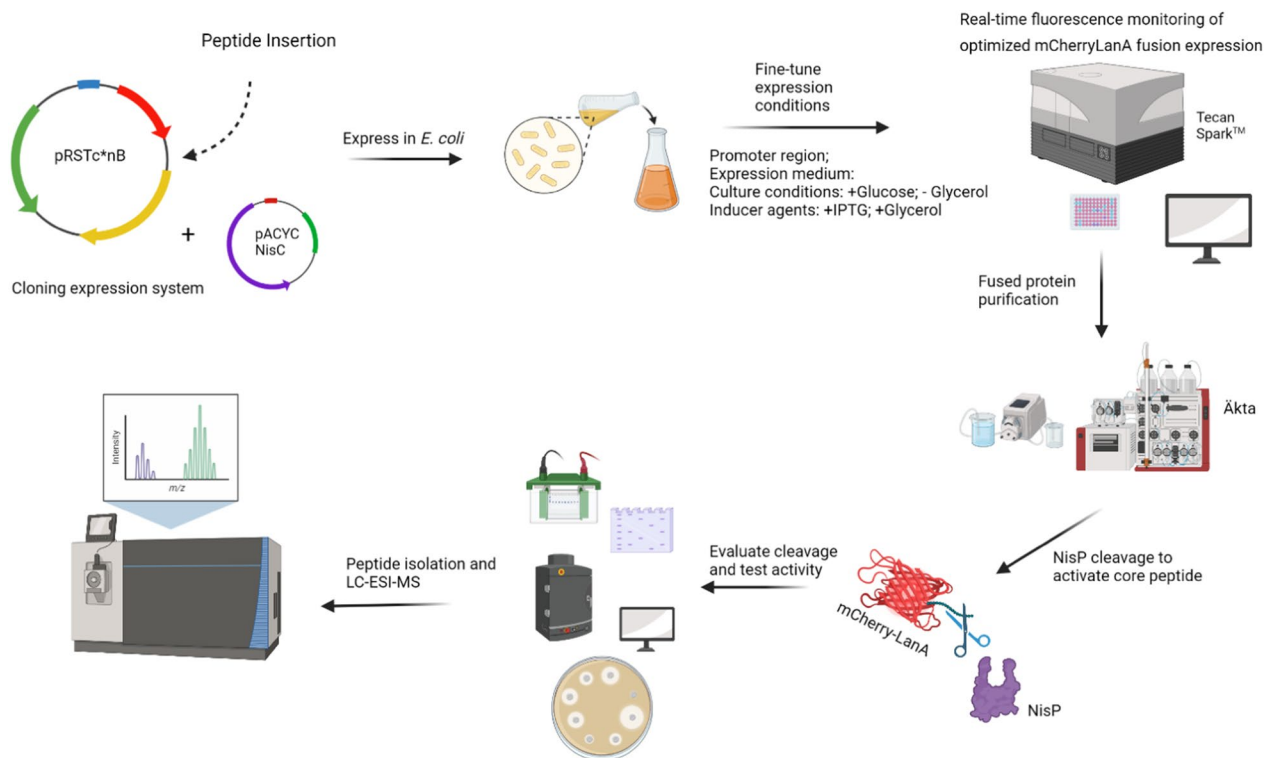 Peptide Insertion
pRSTc*nB
+
pACYC
NisC
Cloning expression system
Express in E. coli
Fine-tune
expression
conditions
Promoter region;
Expression medium:
Culture conditions: +Glucose; - Glycerol
Inducer agents: +IPTG; +Glycerol
Real-time fluorescence monitoring of
optimized mCherryLanA fusion expression
Tecan
Spark™
Fused protein
purification
Äkta
NisP cleavage to
activate core peptide
mCherry-LanA
NisP
Evaluate cleavage
and test activity
Peptide isolation and
LC-ESI-MS
Intensity
m/z